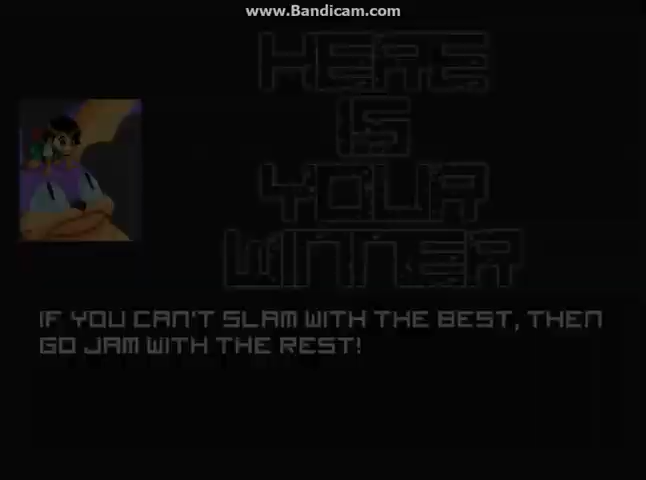 www.Bandicam.com
HERE
IS
YOUR
WINNER
IF YOU CAN'T SLAM WITH THE BEST, THEN
GO JAM WITH THE REST!